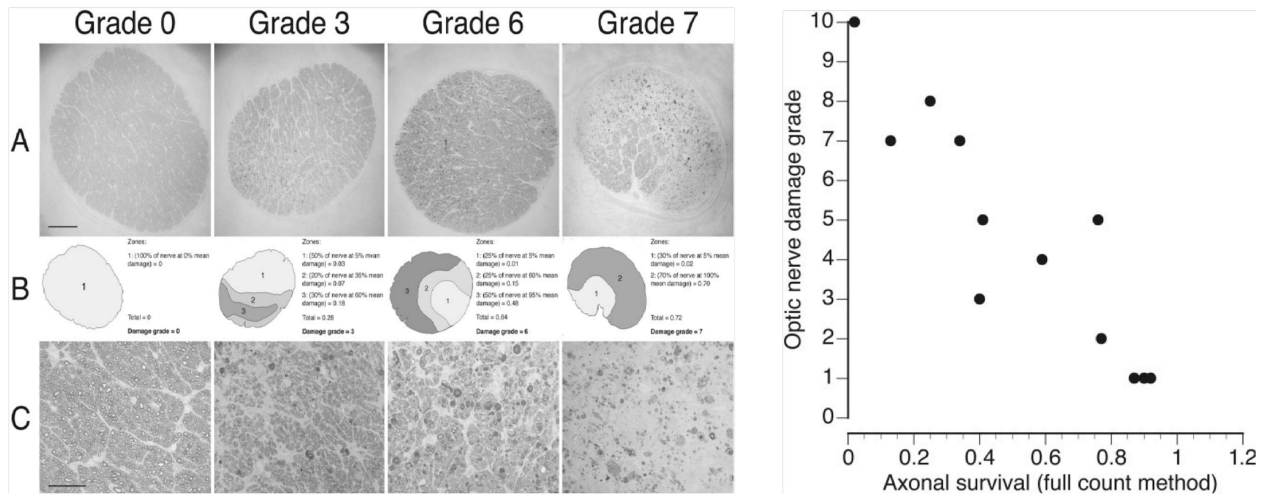 Grade 0 Grade 3 Grade 6 Grade 7
A
B
Zones:
1: (100% of nerve at 0% mean
damage) = 0
Total = 0
Damage grade = 0
1
Zones:
1: (50% of nerve at 5% mean
damage) = 0.03
2: (20% of nerve at 35% mean
damage) = 0.07
3: (30% of nerve at 60% mean
damage) = 0.18
Total = 0.28
Damage grade = 3
1
2
3
Zones:
1: (25% of nerve at 5% mean
damage) = 0.01
2: (25% of nerve at 60% mean
damage) = 0.15
3: (50% of nerve at 95% mean
damage) = 0.48
Total = 0.64
Damage grade = 6
3
2
1
Zones:
1: (30% of nerve at 5% mean
damage) = 0.02
2: (70% of nerve at 100%
mean damage) = 0.70
Total = 0.72
Damage grade = 7
2
1
C
Optic nerve damage grade
10
9
8
7
6
5
4
3
2
1
0
0 0.2 0.4 0.6 0.8 1 1.2
Axonal survival (full count method)